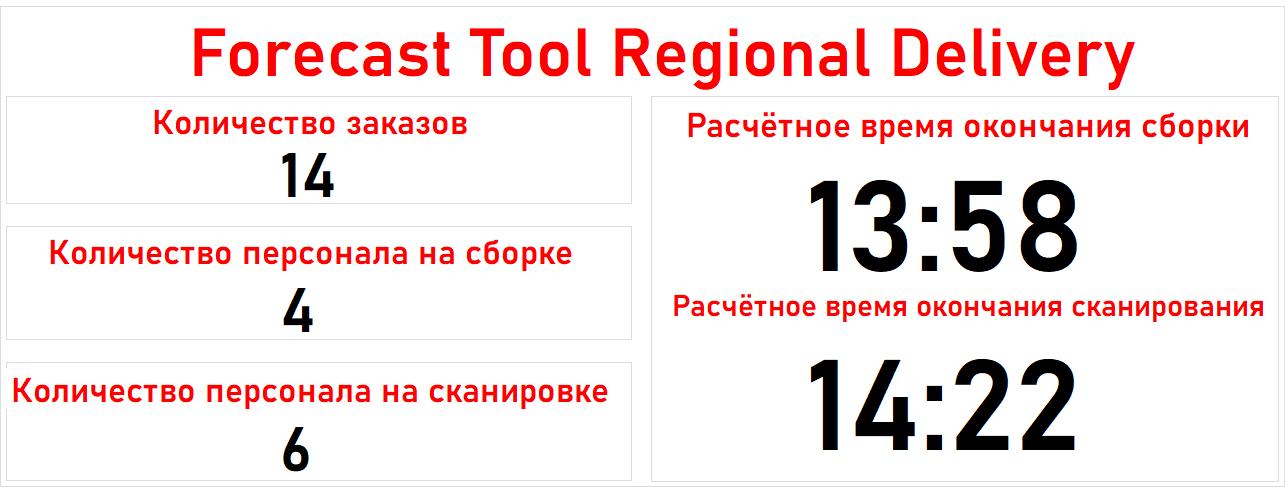 Forecast Tool Regional Delivery
Количество заказов
14
Количество персонала на сборке
4
Количество персонала на сканировке
6
Расчётное время окончания сборки
13:58
Расчётное время окончания сканирования
14:22